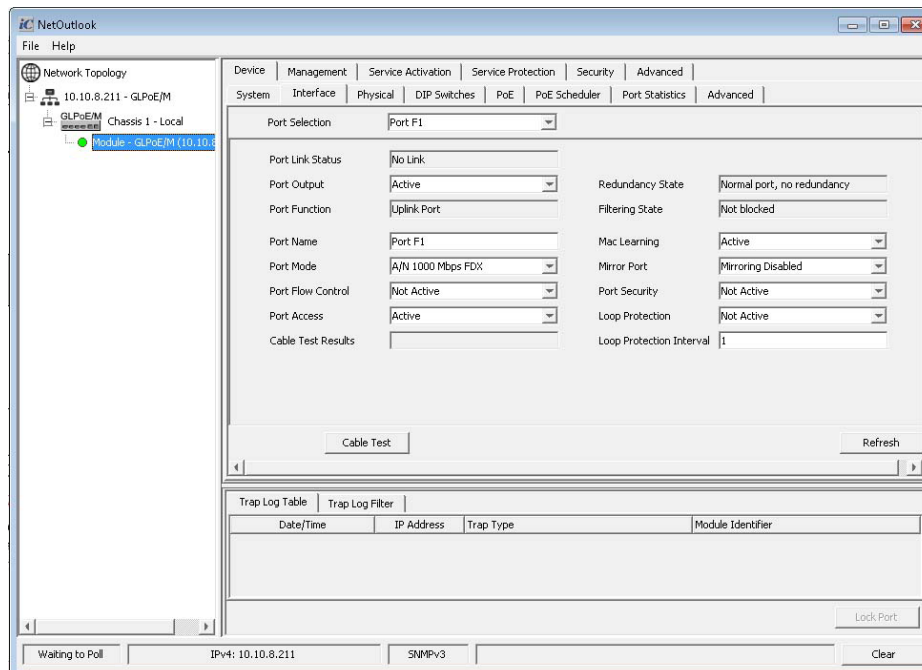 iC NetOutlook
File Help
Network Topology
10.10.8.211 - GLPoE/M
GLPoE/M Chassis 1 - Local
Module - GLPoE/M (10.10.8
Device Management Service Activation Service Protection Security Advanced
System Interface Physical DIP Switches PoE PoE Scheduler Port Statistics Advanced
Port Selection Port F1
Port Link Status No Link
Port Output Active Redundancy State Normal port, no redundancy
Port Function Uplink Port Filtering State Not blocked
Port Name Port F1 Mac Learning Active
Port Mode A/N 1000 Mbps FDX Mirror Port Mirroring Disabled
Port Flow Control Not Active Port Security Not Active
Port Access Active Loop Protection Not Active
Cable Test Results Loop Protection Interval 1
Cable Test Refresh
Trap Log Table Trap Log Filter
Date/Time IP Address Trap Type Module Identifier
Lock Port
Waiting to Poll IPv4: 10.10.8.211 SNMPv3 Clear